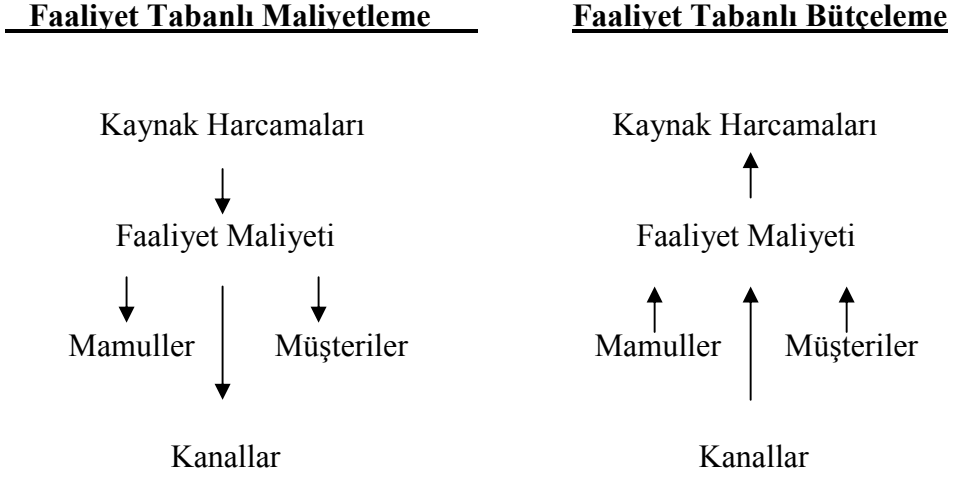 Faaliyet Tabanlı Maliyetleme
Kaynak Harcamaları
Faaliyet Maliyeti
Mamuller Müşteriler
Kanallar
Faaliyet Tabanlı Bütçeleme
Kaynak Harcamaları
Faaliyet Maliyeti
Mamuller Müşteriler
Kanallar